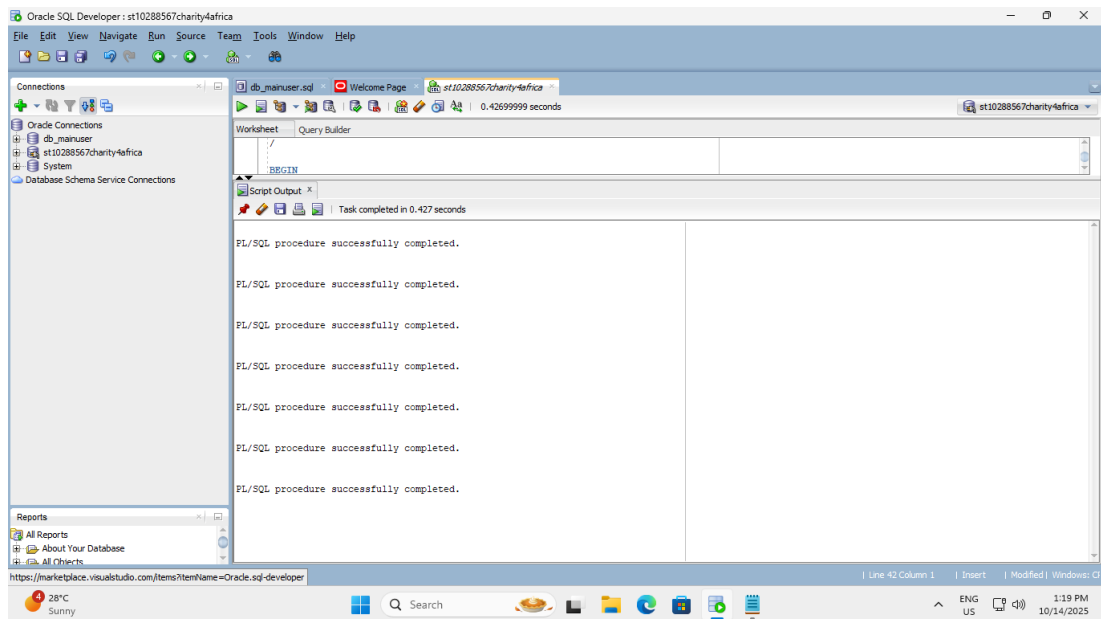 Oracle SQL Developer : st10288567charity4africa
File Edit View Navigate Run Source Team Tools Window Help
Connections
Oracle Connections
db_mainuser
st10288567charity4africa
System
Database Schema Service Connections
db_mainuser.sql
Welcome Page
st10288567charity4africa
0.42699999 seconds
st10288567charity4africa
Worksheet Query Builder
/
BEGIN
Script Output
Task completed in 0.427 seconds
PL/SQL procedure successfully completed.
PL/SQL procedure successfully completed.
PL/SQL procedure successfully completed.
PL/SQL procedure successfully completed.
PL/SQL procedure successfully completed.
PL/SQL procedure successfully completed.
PL/SQL procedure successfully completed.
Reports
All Reports
About Your Database
All Objects
https://marketplace.visualstudio.com/items?itemName=Oracle.sql-developer
| Line 42 Column 1 | Insert | Modified | Windows:
4
28°C
Sunny
Search
ENG
US
1:19 PM
10/14/2025